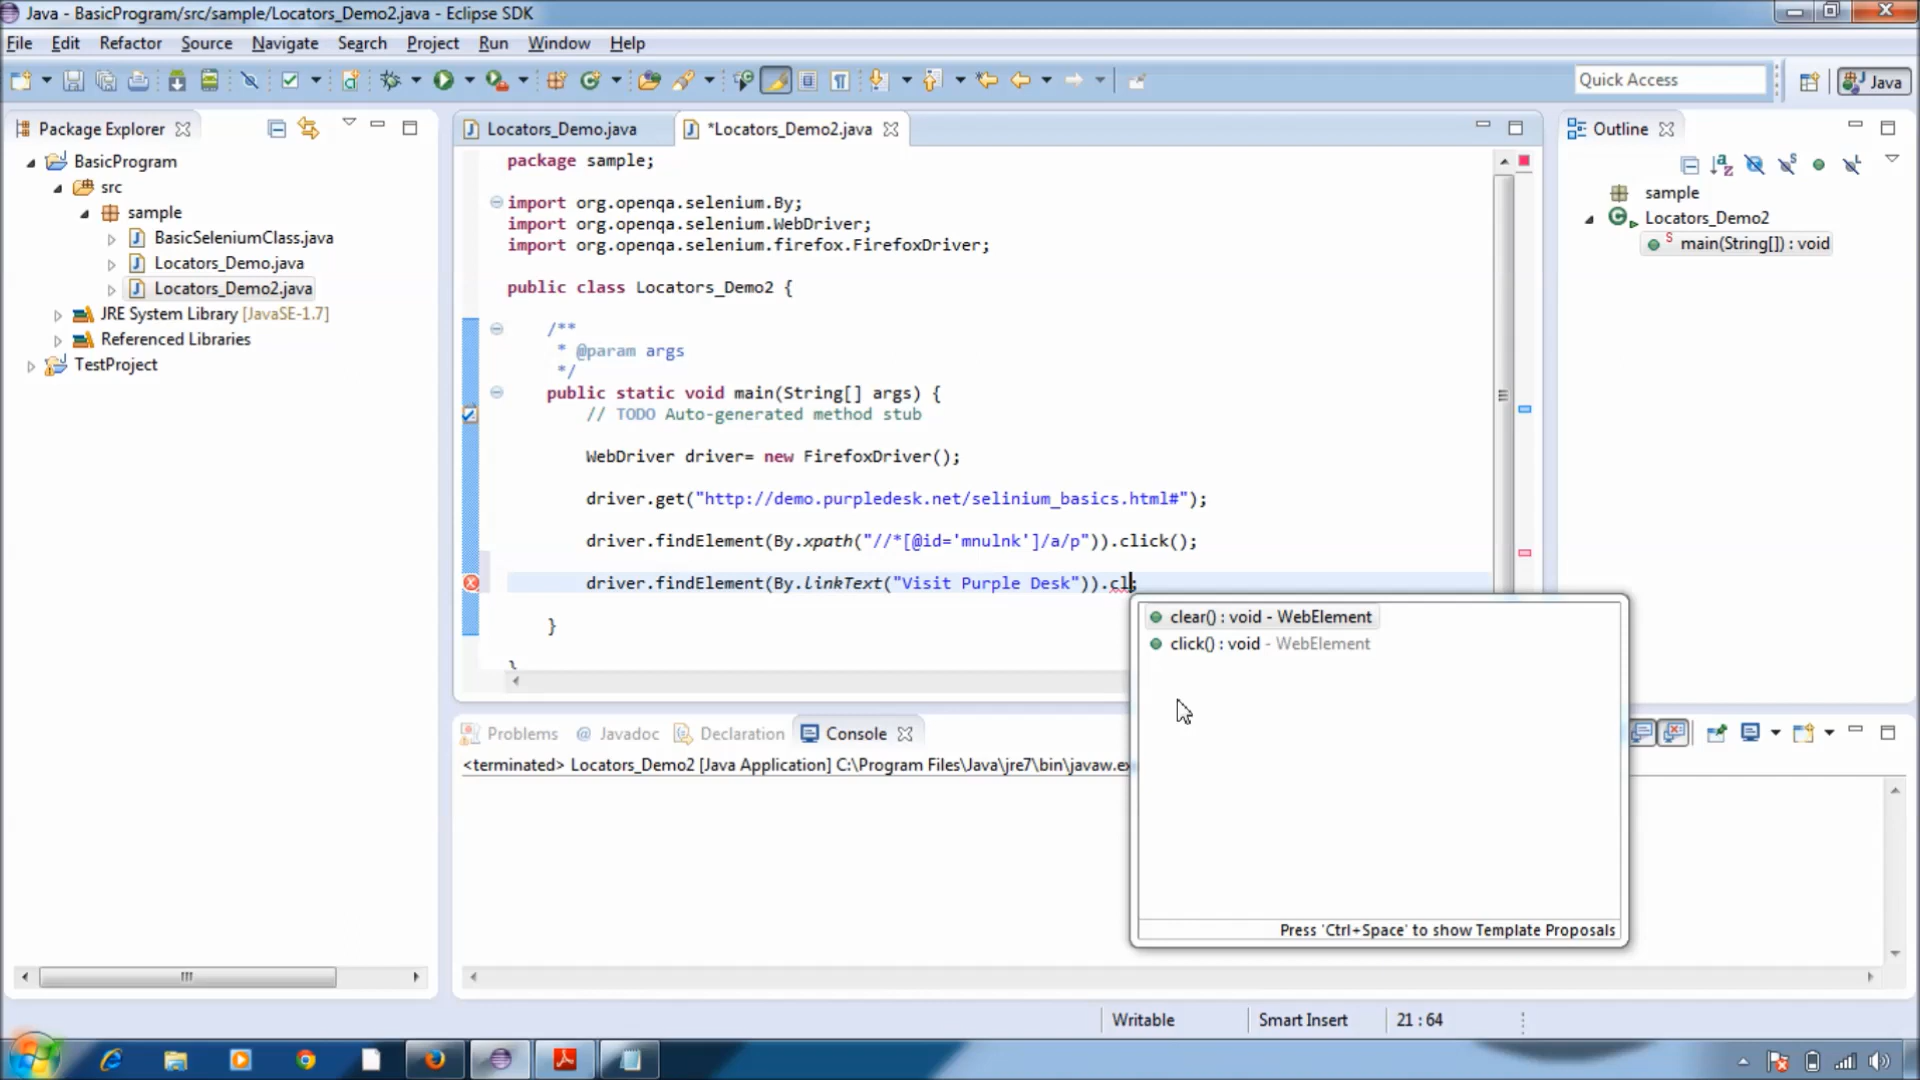 Java - BasicProgram/src/sample/Locators_Demo2.java - Eclipse SDK
File Edit Refactor Source Navigate Search Project Run Window Help
Quick Access
Java
Package Explorer
BasicProgram
src
sample
BasicSeleniumClass.java
Locators_Demo.java
Locators_Demo2.java
JRE System Library [JavaSE-1.7]
Referenced Libraries
TestProject
Locators_Demo.java
*Locators_Demo2.java
package sample;
import org.openqa.selenium.By;
import org.openqa.selenium.WebDriver;
import org.openqa.selenium.firefox.FirefoxDriver;
public class Locators_Demo2 {
/**
* @param args
*/
public static void main(String[] args) {
// TODO Auto-generated method stub
WebDriver driver= new FirefoxDriver();
driver.get("http://demo.purpledesk.net/selinium_basics.html#");
driver.findElement(By.xpath("//*[@id='mnulnk']/a/p")).click();
driver.findElement(By.linkText("Visit Purple Desk")).cl;
}
}
clear() : void - WebElement
click() : void - WebElement
Press 'Ctrl+Space' to show Template Proposals
Outline
sample
Locators_Demo2
main(String[]) : void
Problems @ Javadoc Declaration Console
<terminated> Locators_Demo2 [Java Application] C:\Program Files\Java\jre7\bin\javaw.ex
Writable
Smart Insert
21 : 64